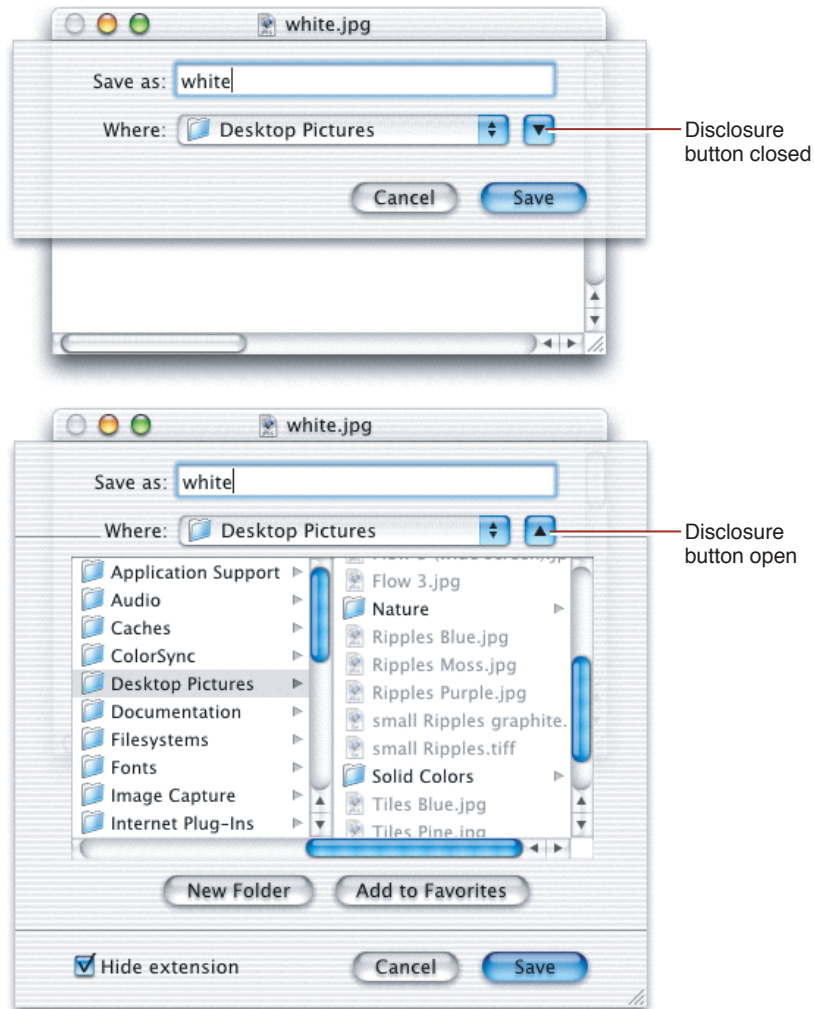 white.jpg
Save as: white
Where: Desktop Pictures
Disclosure
button closed
Cancel Save
white.jpg
Save as: white
Where: Desktop Pictures
Disclosure
button open
Application Support
Audio
Caches
ColorSync
Desktop Pictures
Documentation
Filesystems
Fonts
Image Capture
Internet Plug-Ins
Flow 3.jpg
Nature
Ripples Blue.jpg
Ripples Moss.jpg
Ripples Purple.jpg
small Ripples graphite.
small Ripples.tiff
Solid Colors
Tiles Blue.jpg
Tiles Pine.jpg
New Folder Add to Favorites
Hide extension Cancel Save